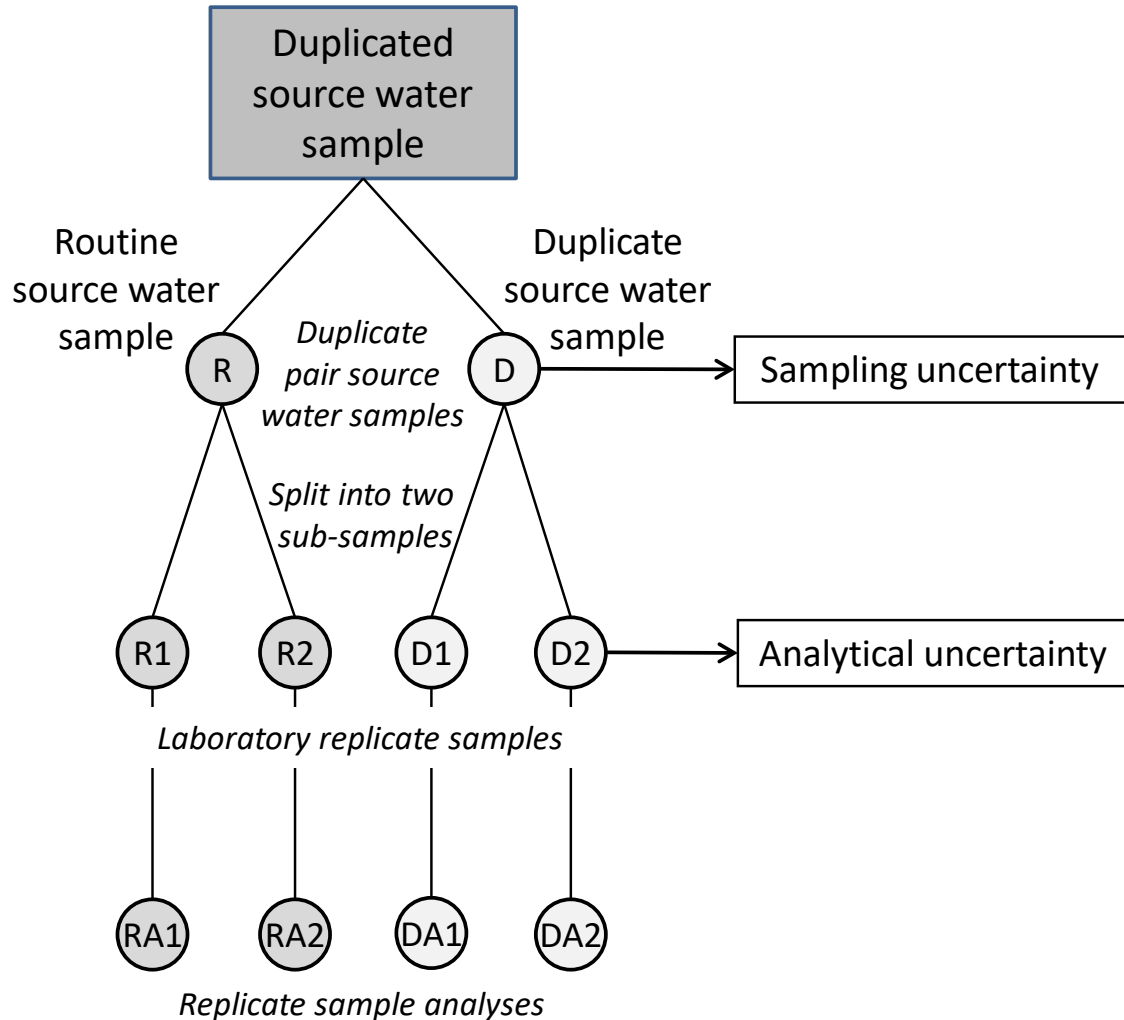 Duplicated
source water
sample
Routine
source water
sample
Duplicate
source water
sample
Duplicate
pair source
water samples
R
D
Sampling uncertainty
Split into two
sub-samples
R1
R2
D1
D2
Analytical uncertainty
Laboratory replicate samples
RA1
RA2
DA1
DA2
Replicate sample analyses